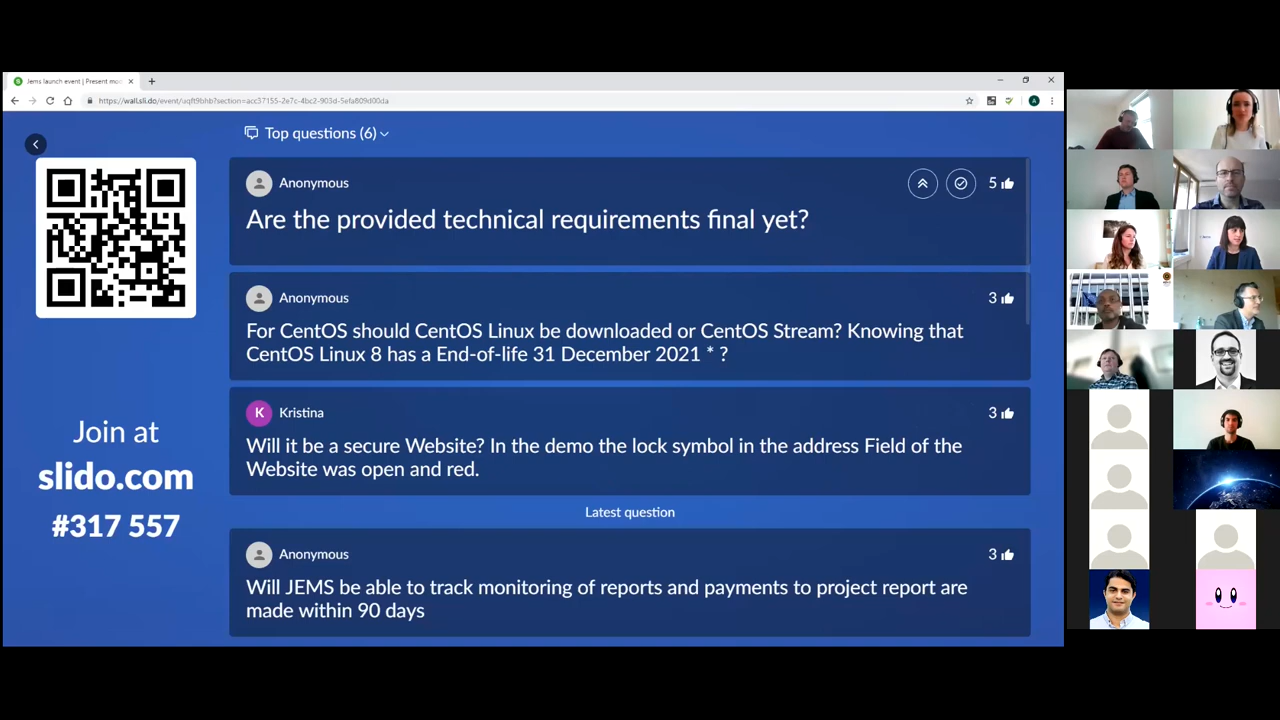 Jems launch event | Present mo
https://wall.sli.do/event/uqft9bhb?section=acc37155-2e7c-4bc2-903d-5efa809d00da
A
Top questions (6)
Anonymous
5
Are the provided technical requirements final yet?
Anonymous
3
For CentOS should CentOS Linux be downloaded or CentOS Stream? Knowing that
CentOS Linux 8 has a End-of-life 31 December 2021 * ?
K
Kristina
3
Will it be a secure Website? In the demo the lock symbol in the address Field of the
Website was open and red.
Latest question
Anonymous
3
Will JEMS be able to track monitoring of reports and payments to project report are
made within 90 days
Join at
slido.com
#317 557